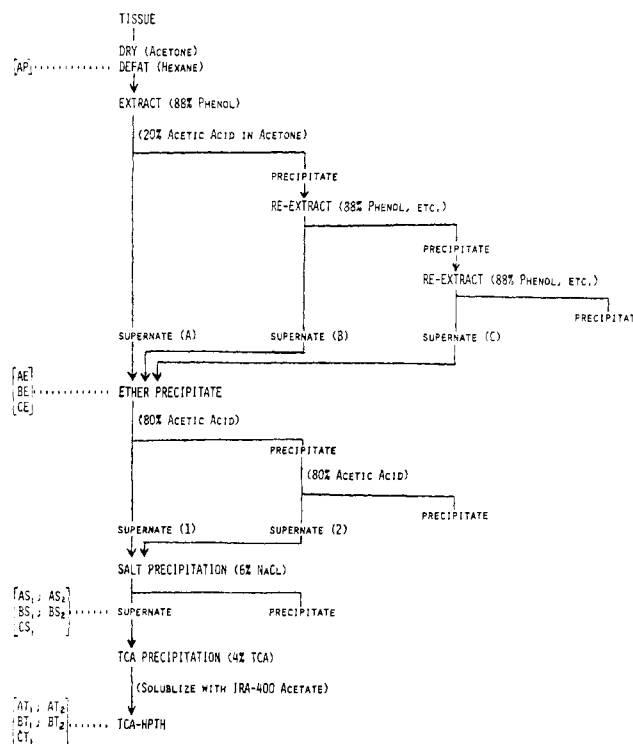 TISSUE
DRY (ACETONE)
[AP] DEFAT (HEXANE)
EXTRACT (88% PHENOL)
(20% ACETIC ACID IN ACETONE)
PRECIPITATE
RE-EXTRACT (88% PHENOL, ETC.)
PRECIPITATE
RE-EXTRACT (88% PHENOL, ETC.)
PRECIPITAT
SUPERNATE (A) SUPERNATE (B) SUPERNATE (C)
[AE
BE ETHER PRECIPITATE
CE]
(80% ACETIC ACID)
PRECIPITATE
(80% ACETIC ACID)
PRECIPITATE
SUPERNATE (1) SUPERNATE (2)
SALT PRECIPITATION (6% NACL)
[AS₁; AS₂
BS₁; BS₂ SUPERNATE PRECIPITATE
CS₁]
TCA PRECIPITATION (4% TCA)
(SOLUBLIZE WITH IRA-400 ACETATE)
[AT₁; AT₂
BT₁; BT₂ TCA-HPTH
CT₁]